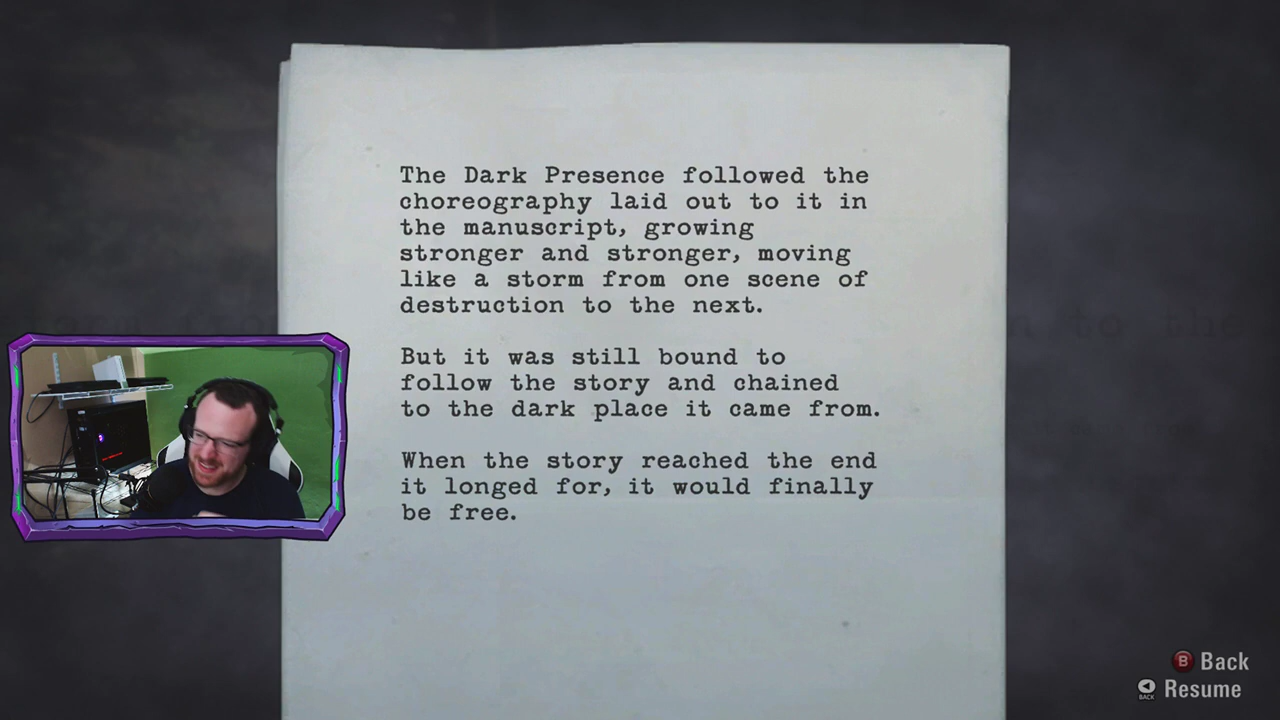 The Dark Presence followed the
choreography laid out to it in
the manuscript, growing
stronger and stronger, moving
like a storm from one scene of
destruction to the next.
But it was still bound to
follow the story and chained
to the dark place it came from.
When the story reached the end
it longed for, it would finally
be free.
B Back
BACK Resume